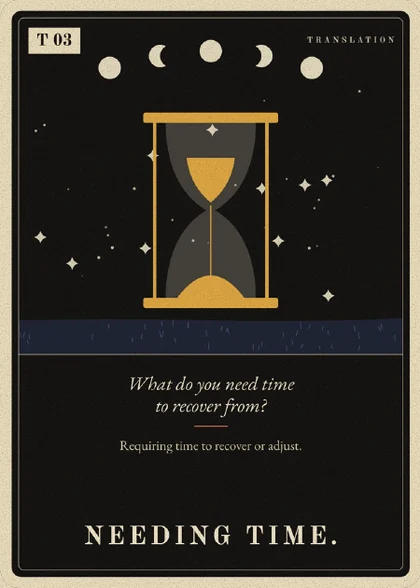 T 03
TRANSLATION
What do you need time
to recover from?
Requiring time to recover or adjust.
NEEDING TIME.